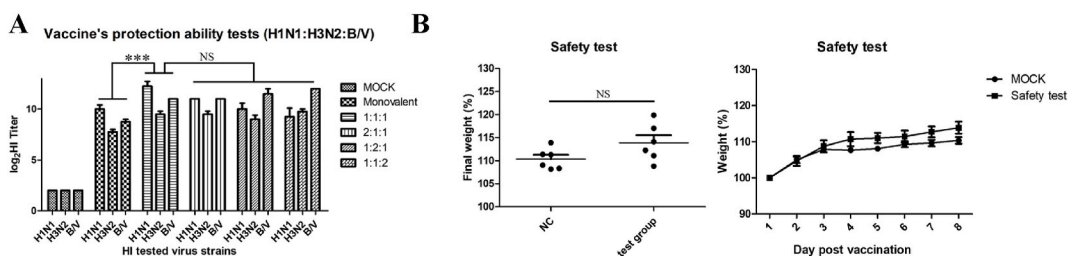 A
Vaccine's protection ability tests (H1N1:H3N2:B/V)
***
NS
log2HI Titer
10
5
0
H1N1
H3N2
B/V
H1N1
H3N2
B/V
H1N1
H3N2
B/V
H1N1
H3N2
B/V
H1N1
H3N2
B/V
H1N1
H3N2
B/V
HI tested virus strains
MOCK
Monovalent
1:1:1
2:1:1
1:2:1
1:1:2
B
Safety test
NS
Final weight (%)
130
125
120
115
110
105
100
NC
test group
Safety test
Weight (%)
130
120
110
100
90
1
2
3
4
5
6
7
8
Day post vaccination
MOCK
Safety test